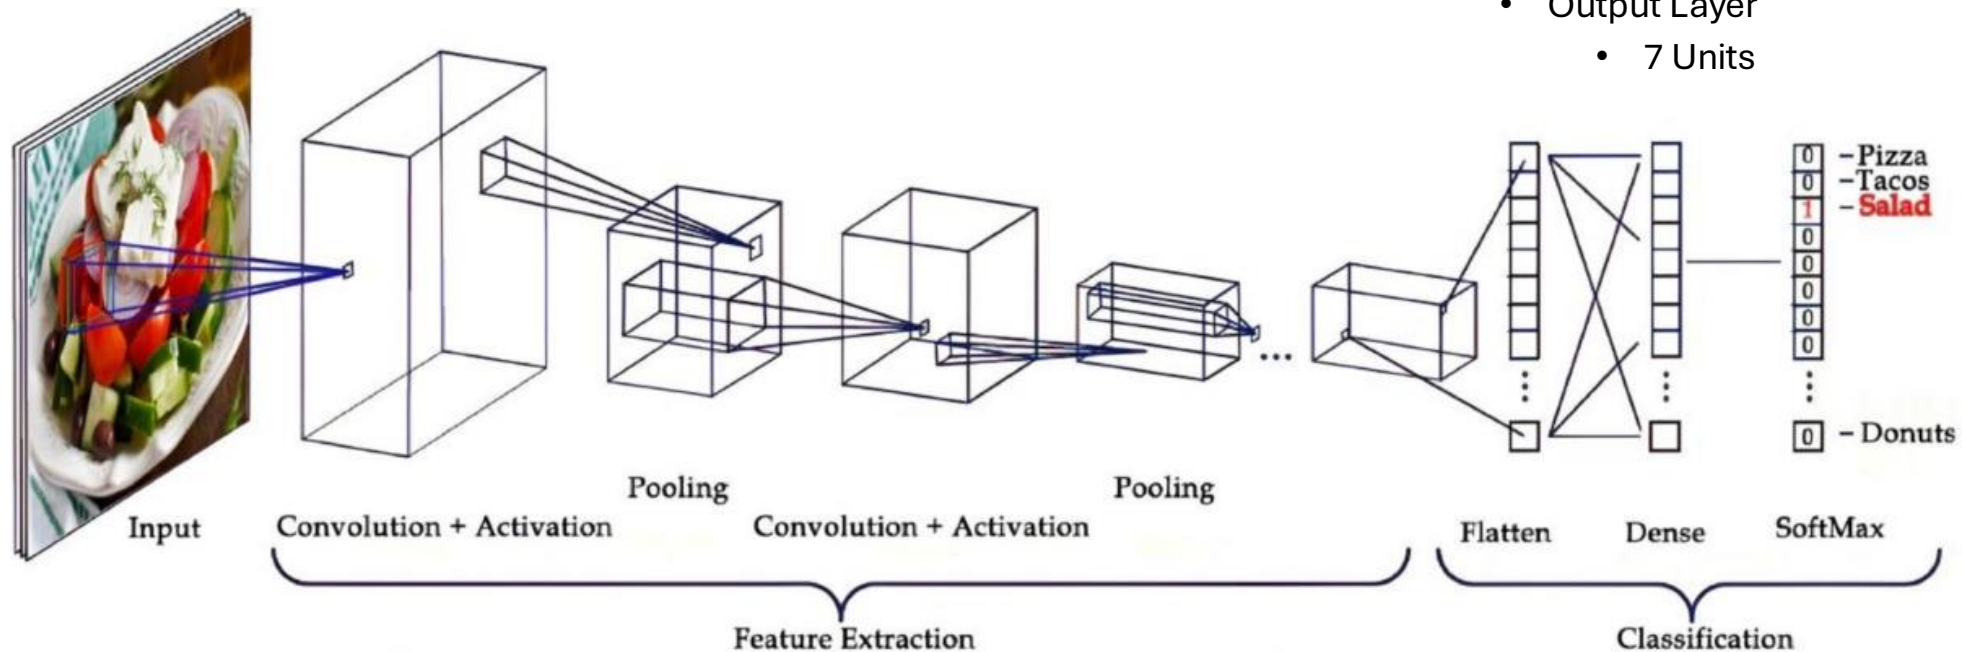 • Output Layer
• 7 Units
0 – Pizza
0 – Tacos
1 – Salad
0
0
0
0
0
0 – Donuts
Pooling
Pooling
Input
Convolution + Activation
Convolution + Activation
Flatten
Dense
SoftMax
Feature Extraction
Classification